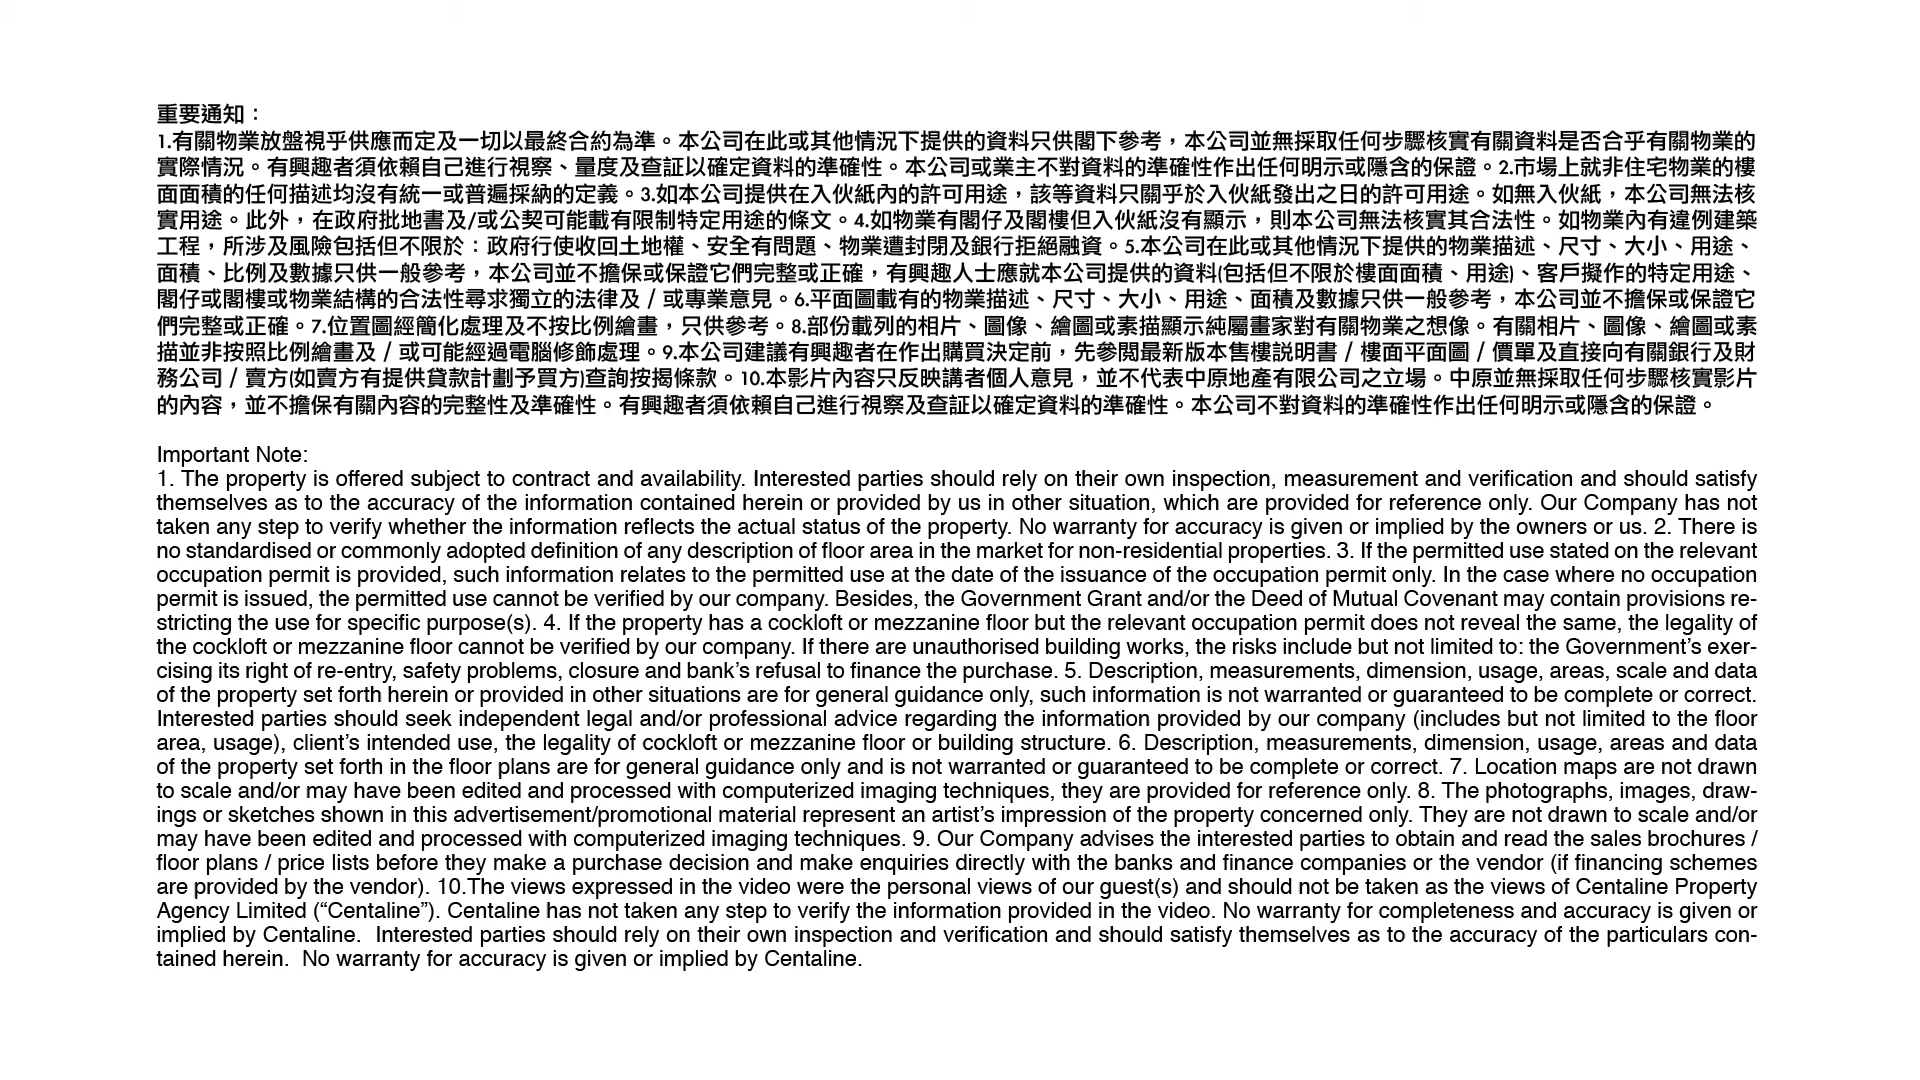 重要通知：
1.有關物業放盤視乎供應而定及一切以最終合約為準。本公司在此或其他情況下提供的資料只供閣下參考，本公司並無採取任何步驟核實有關資料是否合乎有關物業的
實際情況。有興趣者須依賴自己進行視察、量度及查証以確定資料的準確性。本公司或業主不對資料的準確性作出任何明示或隱含的保證。2.市場上就非住宅物業的樓
面面積的任何描述均沒有統一或普遍採納的定義。3.如本公司提供在入伙紙內的許可用途，該等資料只關乎於入伙紙發出之日的許可用途。如無入伙紙，本公司無法核
實用途。此外，在政府批地書及/或公契可能載有限制特定用途的條文。4.如物業有閣仔及閣樓但入伙紙沒有顯示，則本公司無法核實其合法性。如物業內有違例建築
工程，所涉及風險包括但不限於：政府行使收回土地權、安全有問題、物業遭封閉及銀行拒絕融資。5.本公司在此或其他情況下提供的物業描述、尺寸、大小、用途、
面積、比例及數據只供一般參考，本公司並不擔保或保證它們完整或正確，有興趣人士應就本公司提供的資料(包括但不限於樓面面積、用途)、客戶擬作的特定用途、
閣仔或閣樓或物業結構的合法性尋求獨立的法律及 / 或專業意見。6.平面圖載有的物業描述、尺寸、大小、用途、面積及數據只供一般參考，本公司並不擔保或保證它
們完整或正確。7.位置圖經簡化處理及不按比例繪畫，只供參考。8.部份載列的相片、圖像、繪圖或素描顯示純屬畫家對有關物業之想像。有關相片、圖像、繪圖或素
描並非按照比例繪畫及 / 或可能經過電腦修飾處理。9.本公司建議有興趣者在作出購買決定前，先參閱最新版本售樓説明書 / 樓面平面圖 / 價單及直接向有關銀行及財
務公司 / 賣方(如賣方有提供貸款計劃予買方)查詢按揭條款。10.本影片內容只反映講者個人意見，並不代表中原地產有限公司之立場。中原並無採取任何步驟核實影片
的內容，並不擔保有關內容的完整性及準確性。有興趣者須依賴自己進行視察及查証以確定資料的準確性。本公司不對資料的準確性作出任何明示或隱含的保證。
Important Note:
1. The property is offered subject to contract and availability. Interested parties should rely on their own inspection, measurement and verification and should satisfy
themselves as to the accuracy of the information contained herein or provided by us in other situation, which are provided for reference only. Our Company has not
taken any step to verify whether the information reflects the actual status of the property. No warranty for accuracy is given or implied by the owners or us. 2. There is
no standardised or commonly adopted definition of any description of floor area in the market for non-residential properties. 3. If the permitted use stated on the relevant
occupation permit is provided, such information relates to the permitted use at the date of the issuance of the occupation permit only. In the case where no occupation
permit is issued, the permitted use cannot be verified by our company. Besides, the Government Grant and/or the Deed of Mutual Covenant may contain provisions re-
stricting the use for specific purpose(s). 4. If the property has a cockloft or mezzanine floor but the relevant occupation permit does not reveal the same, the legality of
the cockloft or mezzanine floor cannot be verified by our company. If there are unauthorised building works, the risks include but not limited to: the Government’s exer-
cising its right of re-entry, safety problems, closure and bank’s refusal to finance the purchase. 5. Description, measurements, dimension, usage, areas, scale and data
of the property set forth herein or provided in other situations are for general guidance only, such information is not warranted or guaranteed to be complete or correct.
Interested parties should seek independent legal and/or professional advice regarding the information provided by our company (includes but not limited to the floor
area, usage), client’s intended use, the legality of cockloft or mezzanine floor or building structure. 6. Description, measurements, dimension, usage, areas and data
of the property set forth in the floor plans are for general guidance only and is not warranted or guaranteed to be complete or correct. 7. Location maps are not drawn
to scale and/or may have been edited and processed with computerized imaging techniques, they are provided for reference only. 8. The photographs, images, draw-
ings or sketches shown in this advertisement/promotional material represent an artist’s impression of the property concerned only. They are not drawn to scale and/or
may have been edited and processed with computerized imaging techniques. 9. Our Company advises the interested parties to obtain and read the sales brochures /
floor plans / price lists before they make a purchase decision and make enquiries directly with the banks and finance companies or the vendor (if financing schemes
are provided by the vendor). 10.The views expressed in the video were the personal views of our guest(s) and should not be taken as the views of Centaline Property
Agency Limited (“Centaline”). Centaline has not taken any step to verify the information provided in the video. No warranty for completeness and accuracy is given or
implied by Centaline.  Interested parties should rely on their own inspection and verification and should satisfy themselves as to the accuracy of the particulars con-
tained herein.  No warranty for accuracy is given or implied by Centaline.